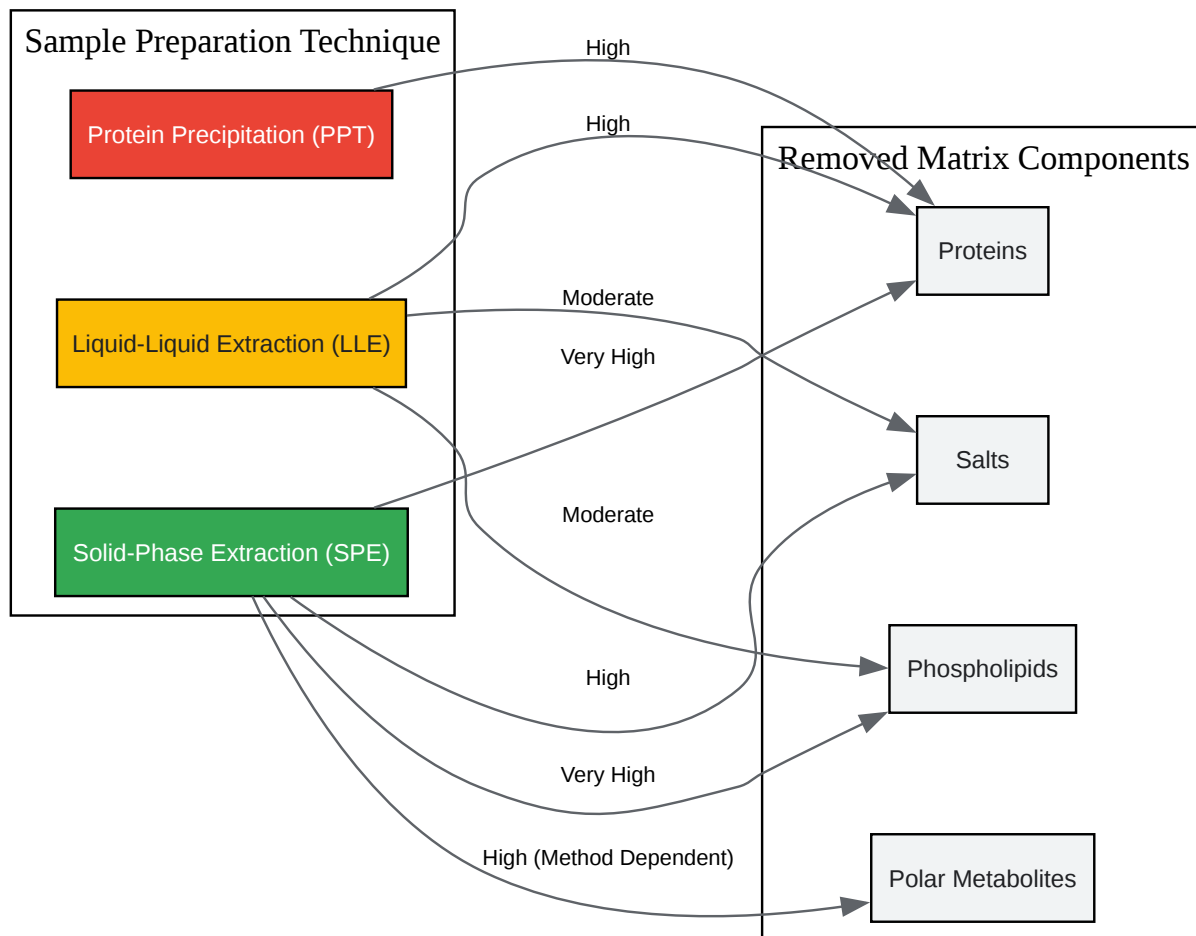 Sample Preparation Technique
Protein Precipitation (PPT)
Liquid-Liquid Extraction (LLE)
Solid-Phase Extraction (SPE)
High
High
Moderate
Very High
Moderate
High
Very High
High (Method Dependent)
Removed Matrix Components
Proteins
Salts
Phospholipids
Polar Metabolites